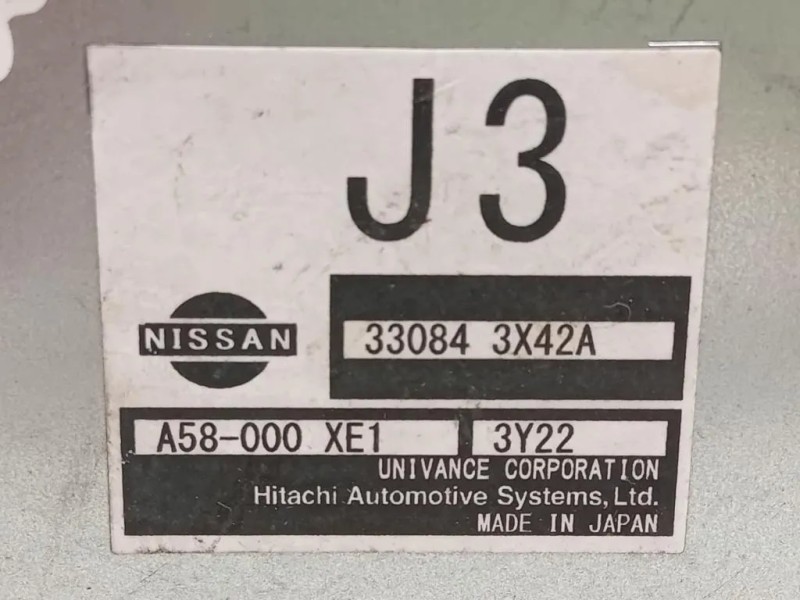 J3
NISSAN
33084 3X42A
A58-000 XE1
3Y22
UNIVANCE CORPORATION
Hitachi Automotive Systems, Ltd.
MADE IN JAPAN